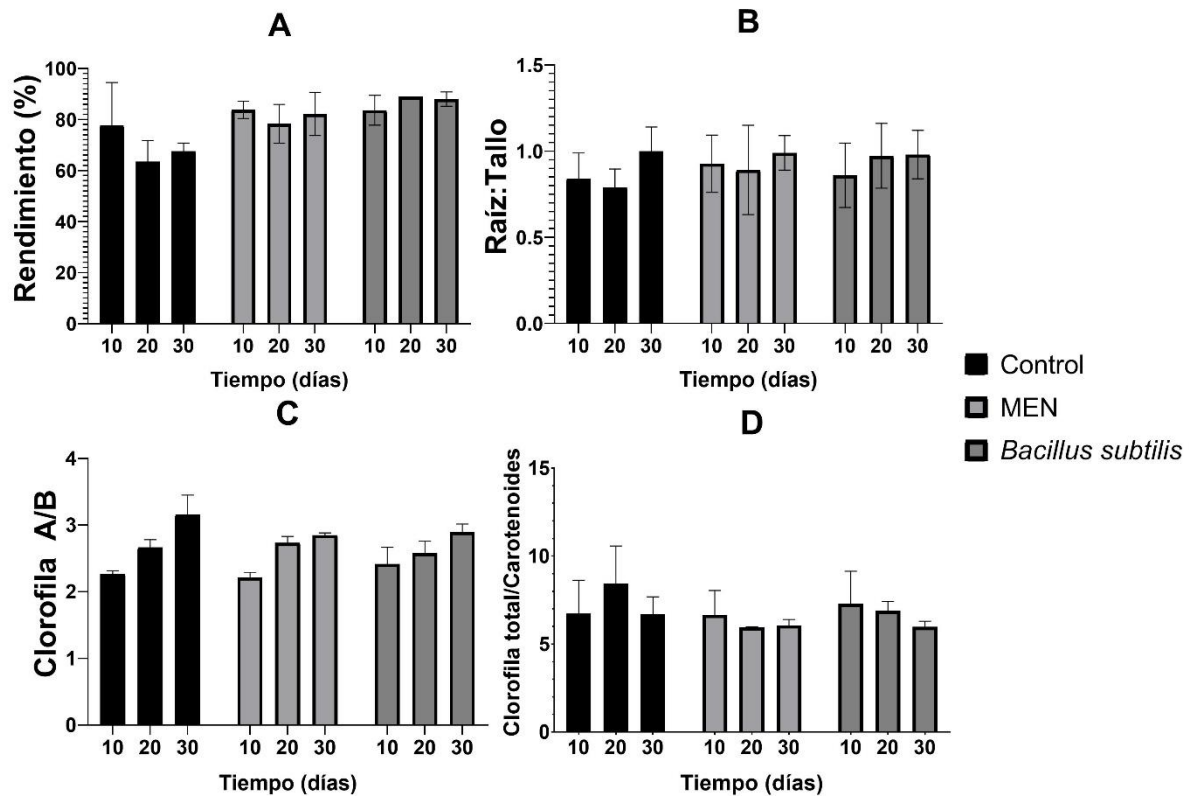 A
Rendimiento (%)
100
80
60
40
20
0
10 20 30 10 20 30 10 20 30
Tiempo (días)
B
Raíz:Tallo
1.5
1.0
0.5
0.0
10 20 30 10 20 30 10 20 30
Tiempo (días)
Control
MEN
Bacillus subtilis
C
Clorofila A/B
4
3
2
1
0
10 20 30 10 20 30 10 20 30
Tiempo (días)
D
Clorofila total/Carotenoides
15
10
5
0
10 20 30 10 20 30 10 20 30
Tiempo (días)